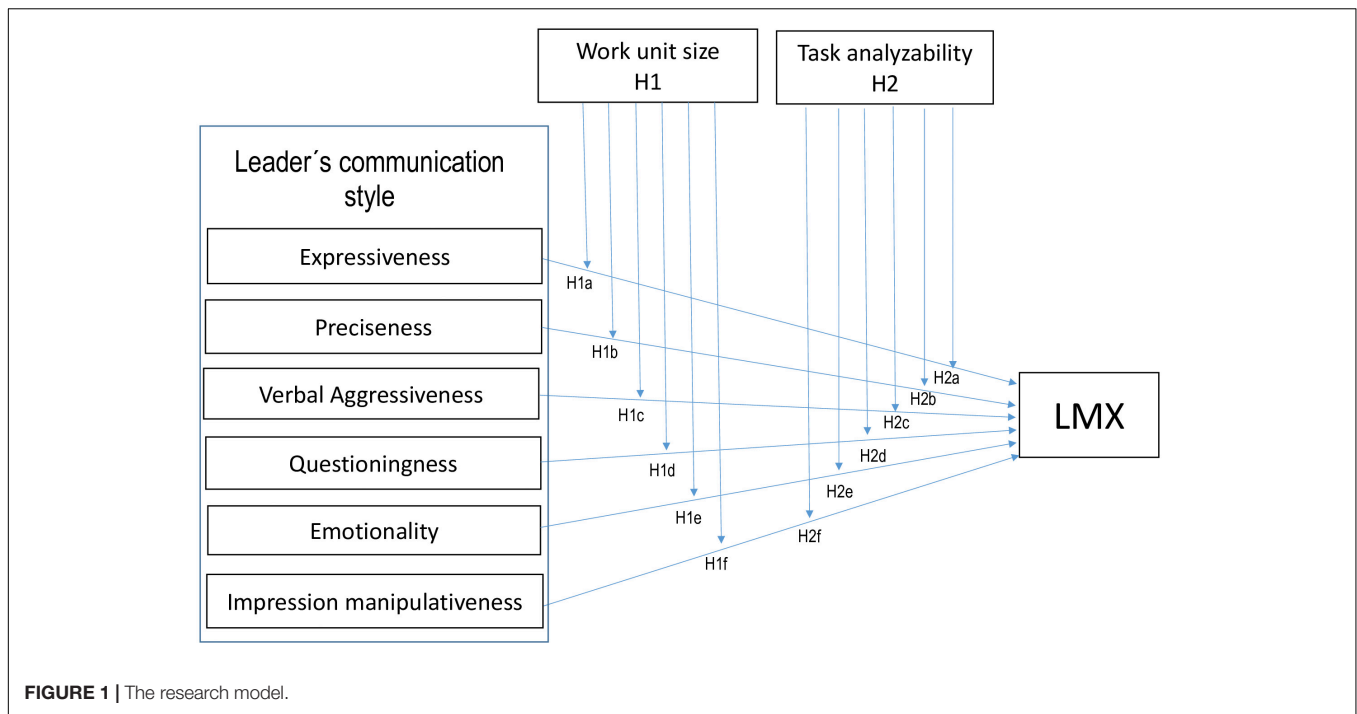 Work unit size
H1
Task analyzability
H2
Leader´s communication
style
Expressiveness
Preciseness
Verbal Aggressiveness
Questioningness
Emotionality
Impression manipulativeness
H1a
H1b
H1c
H1d
H1e
H1f
H2a
H2b
H2c
H2d
H2e
H2f
LMX
FIGURE 1 | The research model.